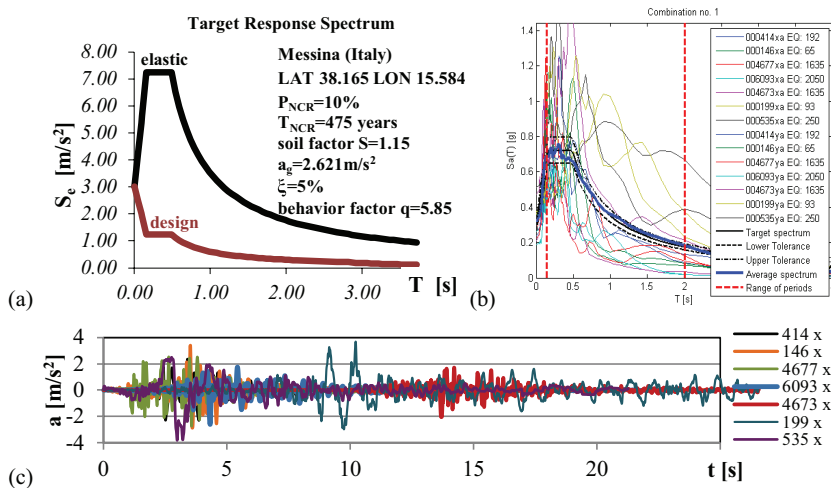 (a)
Target Response Spectrum
8.00
7.00
6.00
5.00
4.00
3.00
2.00
1.00
0.00
S_e [m/s²]
elastic
design
Messina (Italy)
LAT 38.165 LON 15.584
P_NCR=10%
T_NCR=475 years
soil factor S=1.15
a_g=2.621m/s²
ξ=5%
behavior factor q=5.85
0.00 1.00 2.00 3.00
T [s]
(b)
Combination no. 1
1.4
1.2
1
0.8
0.6
0.4
0.2
0
Sa(T) [g]
0 0.5 1 1.5 2 2.5
T [s]
000414xa EQ: 192
000146xa EQ: 65
004677xa EQ: 1635
006093xa EQ: 2050
004673xa EQ: 1635
000199xa EQ: 93
000535xa EQ: 250
000414ya EQ: 192
000146ya EQ: 65
004677ya EQ: 1635
006093ya EQ: 2050
004673ya EQ: 1635
000199ya EQ: 93
000535ya EQ: 250
Target spectrum
Lower Tolerance
Upper Tolerance
Average spectrum
Range of periods
(c)
4
2
0
-2
-4
a [m/s²]
0 5 10 15 20 25
t [s]
414 x
146 x
4677 x
6093 x
4673 x
199 x
535 x